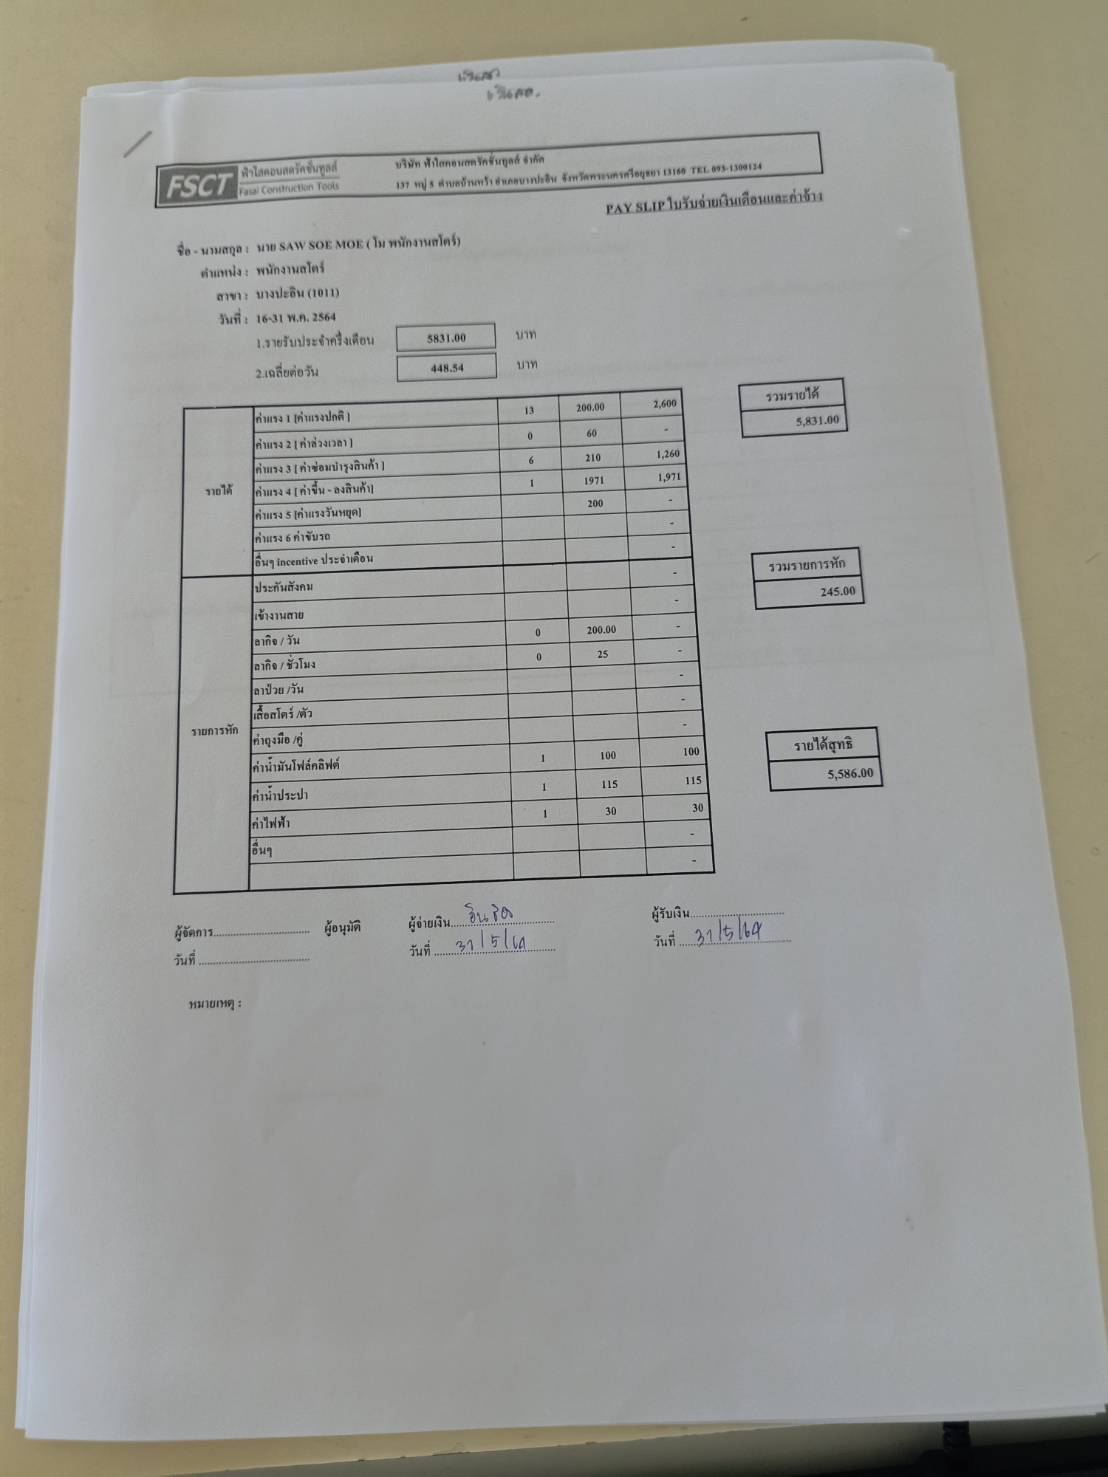 FSCT ฟ้าใสคอนสตรัคชั่นทูลส์
Fasai Construction Tools
บริษัท ฟ้าใสคอนสตรัคชั่นทูลส์ จำกัด
137 หมู่ 5 ตำบลบ้านหว้า อำเภอบางปะอิน จังหวัดพระนครศรีอยุธยา 13160 TEL 093-1300124
PAY SLIP ใบรับจ่ายเงินเดือนและค่าจ้าง
ชื่อ - นามสกุล : นาย SAW SOE MOE ( โม พนักงานสโตร์)
ตำแหน่ง : พนักงานสโตร์
สาขา : บางปะอิน (1011)
วันที่ : 16-31 พ.ค. 2564
1.รายรับประจำครึ่งเดือน 5831.00 บาท
2.เฉลี่ยต่อวัน 448.54 บาท
รายได้
ค่าแรง 1 [ค่าแรงปกติ ] 13 200.00 2,600
ค่าแรง 2 [ ค่าล่วงเวลา ] 0 60 -
ค่าแรง 3 [ ค่าซ่อมบำรุงสินค้า ] 6 210 1,260
ค่าแรง 4 [ ค่าขึ้น - ลงสินค้า] 1 1971 1,971
ค่าแรง 5 [ค่าแรงวันหยุด] 200 -
ค่าแรง 6 ค่าขับรถ -
อื่นๆ incentive ประจำเดือน -
รายการหัก
ประกันสังคม -
เข้างานสาย -
ลากิจ / วัน 0 200.00 -
ลากิจ / ชั่วโมง 0 25 -
ลาป่วย /วัน -
เสื้อสโตร์ /ตัว -
ค่าถุงมือ /คู่ -
ค่าน้ำมันโฟล์คลิฟต์ 1 100 100
ค่าน้ำประปา 1 115 115
ค่าไฟฟ้า 1 30 30
อื่นๆ -
-
รวมรายได้
5,831.00
รวมรายการหัก
245.00
รายได้สุทธิ
5,586.00
ผู้จัดการ ผู้อนุมัติ ผู้จ่ายเงิน ผู้รับเงิน
วันที่ วันที่ 31/5/64 วันที่ 31/5/64
หมายเหตุ :